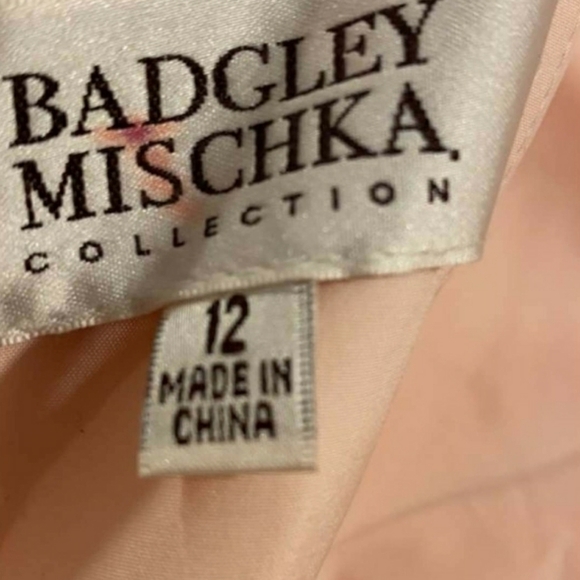 BADGLEY
MISCHKA.
COLLECTION
12
MADE IN
CHINA